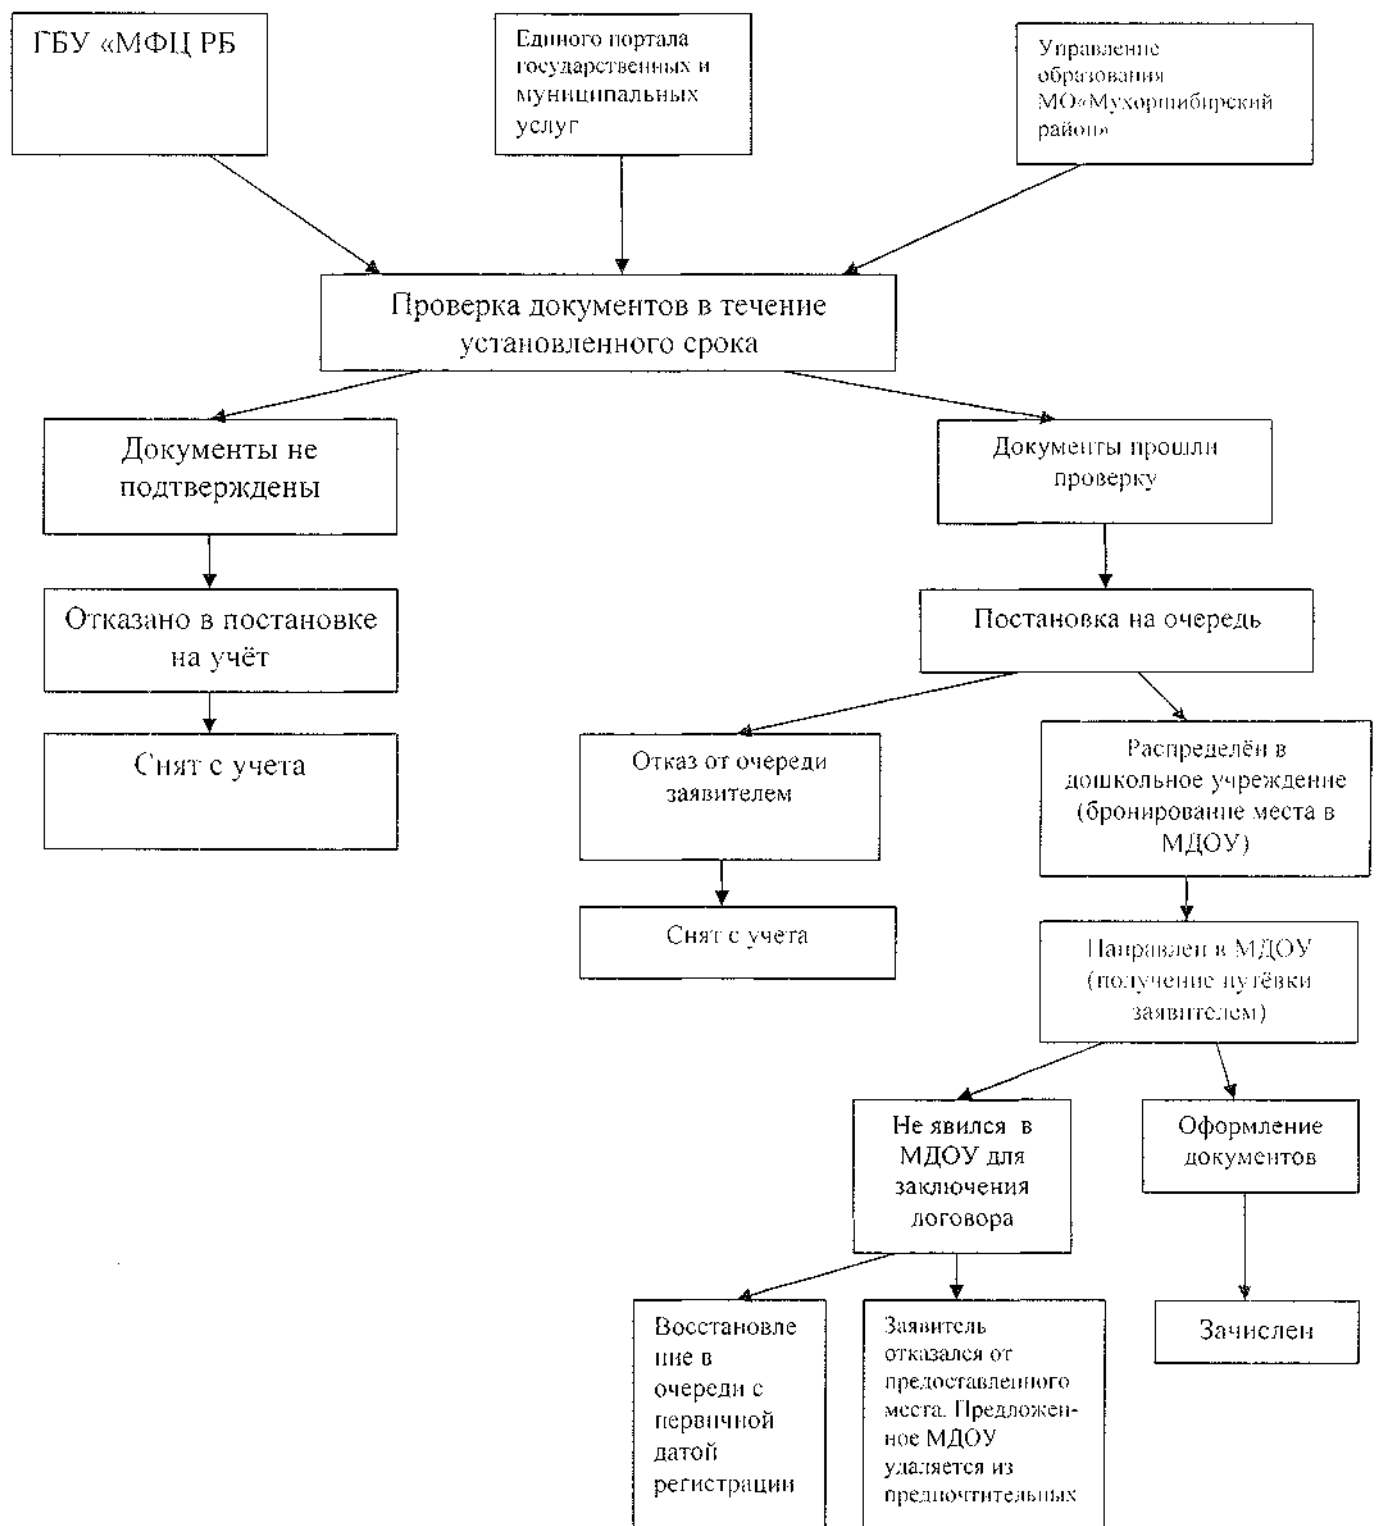 ГБУ «МФЦ РБ
Единого портала
государственных и
муниципальных
услуг
Управление
образования
МО«Мухоршибирский
район»
Проверка документов в течение
установленного срока
Документы не
подтверждены
Документы прошли
проверку
Отказано в постановке
на учёт
Постановка на очередь
Снят с учета
Отказ от очереди
заявителем
Распределён в
дошкольное учреждение
(бронирование места в
МДОУ)
Снят с учета
Направлен в МДОУ
(получение путёвки
заявителем)
Не явился в
МДОУ для
заключения
договора
Оформление
документов
Восстановле
ние в
очереди с
первичной
датой
регистрации
Заявитель
отказался от
предоставленного
места. Предложен-
ное МДОУ
удаляется из
предпочтительных
Зачислен